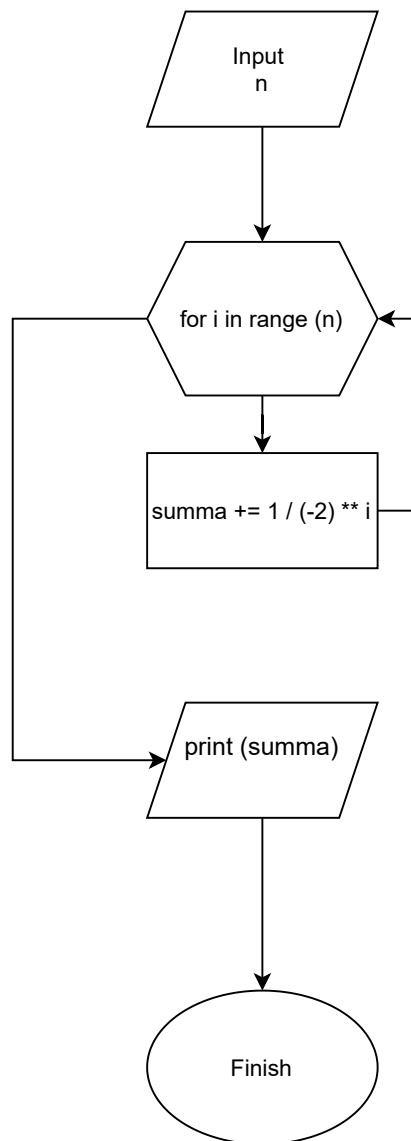 Input
n
for i in range (n)
summa += 1 / (-2) ** i
print (summa)
Finish